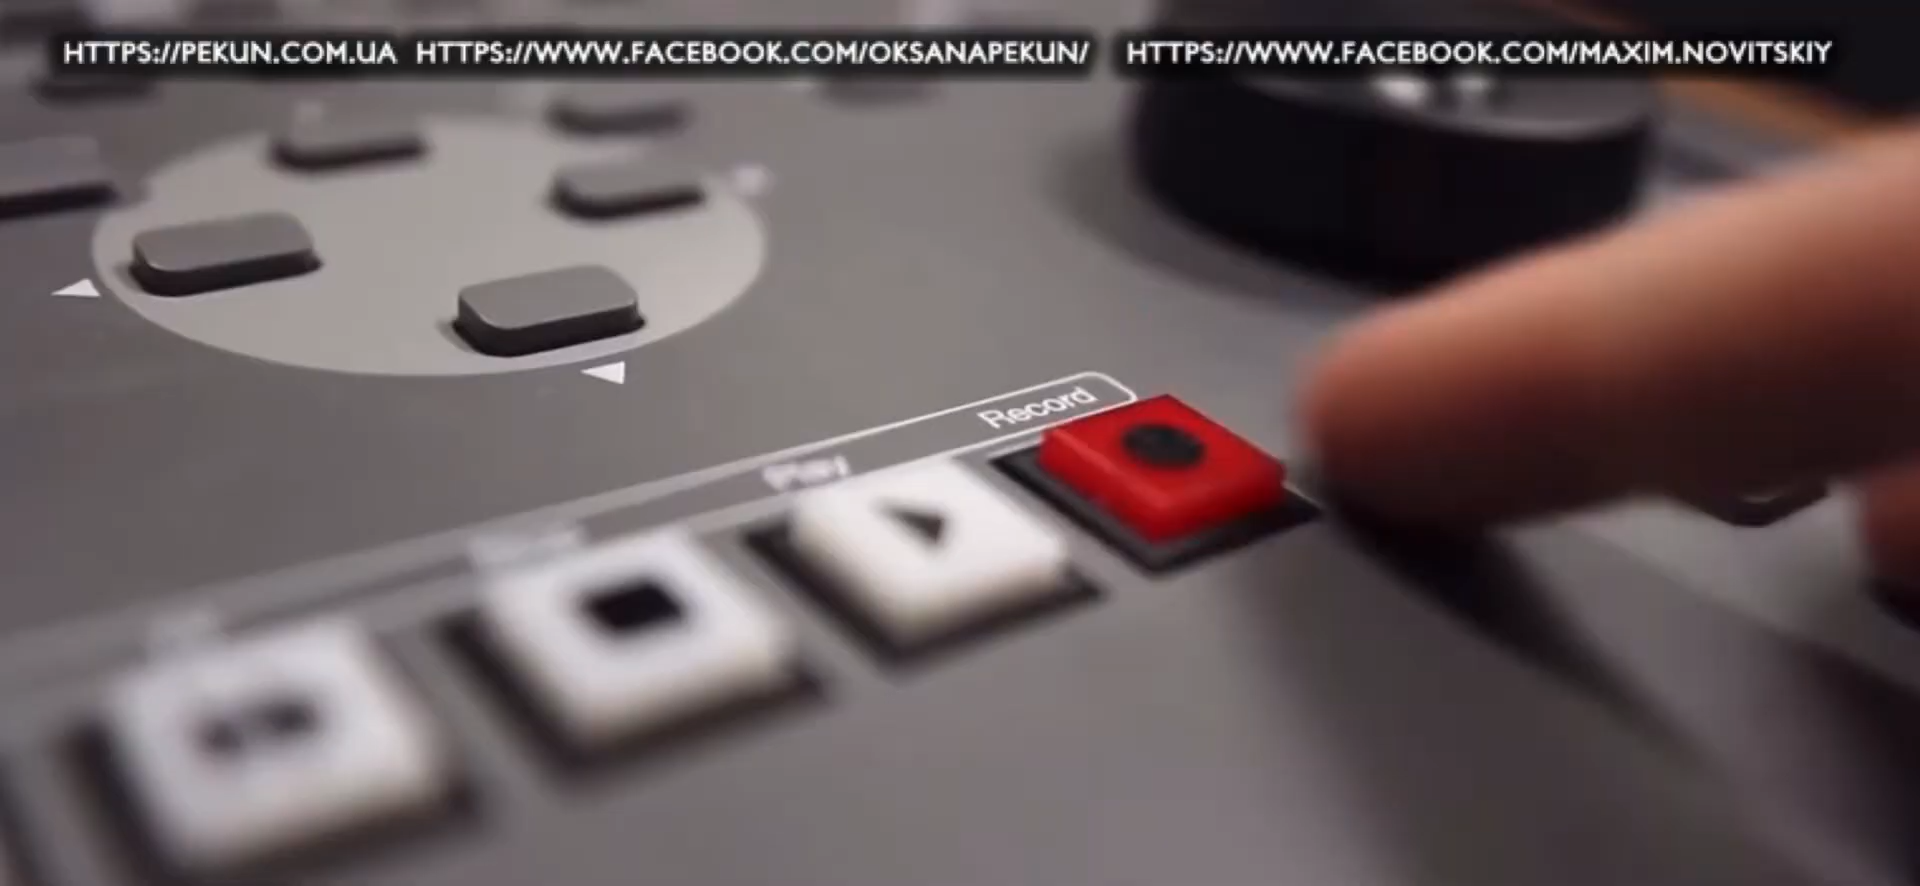 HTTPS://PEKUN.COM.UA HTTPS://WWW.FACEBOOK.COM/OKSANAPEKUN/ HTTPS://WWW.FACEBOOK.COM/MAXIM.NOVITSKIY
Record
Play